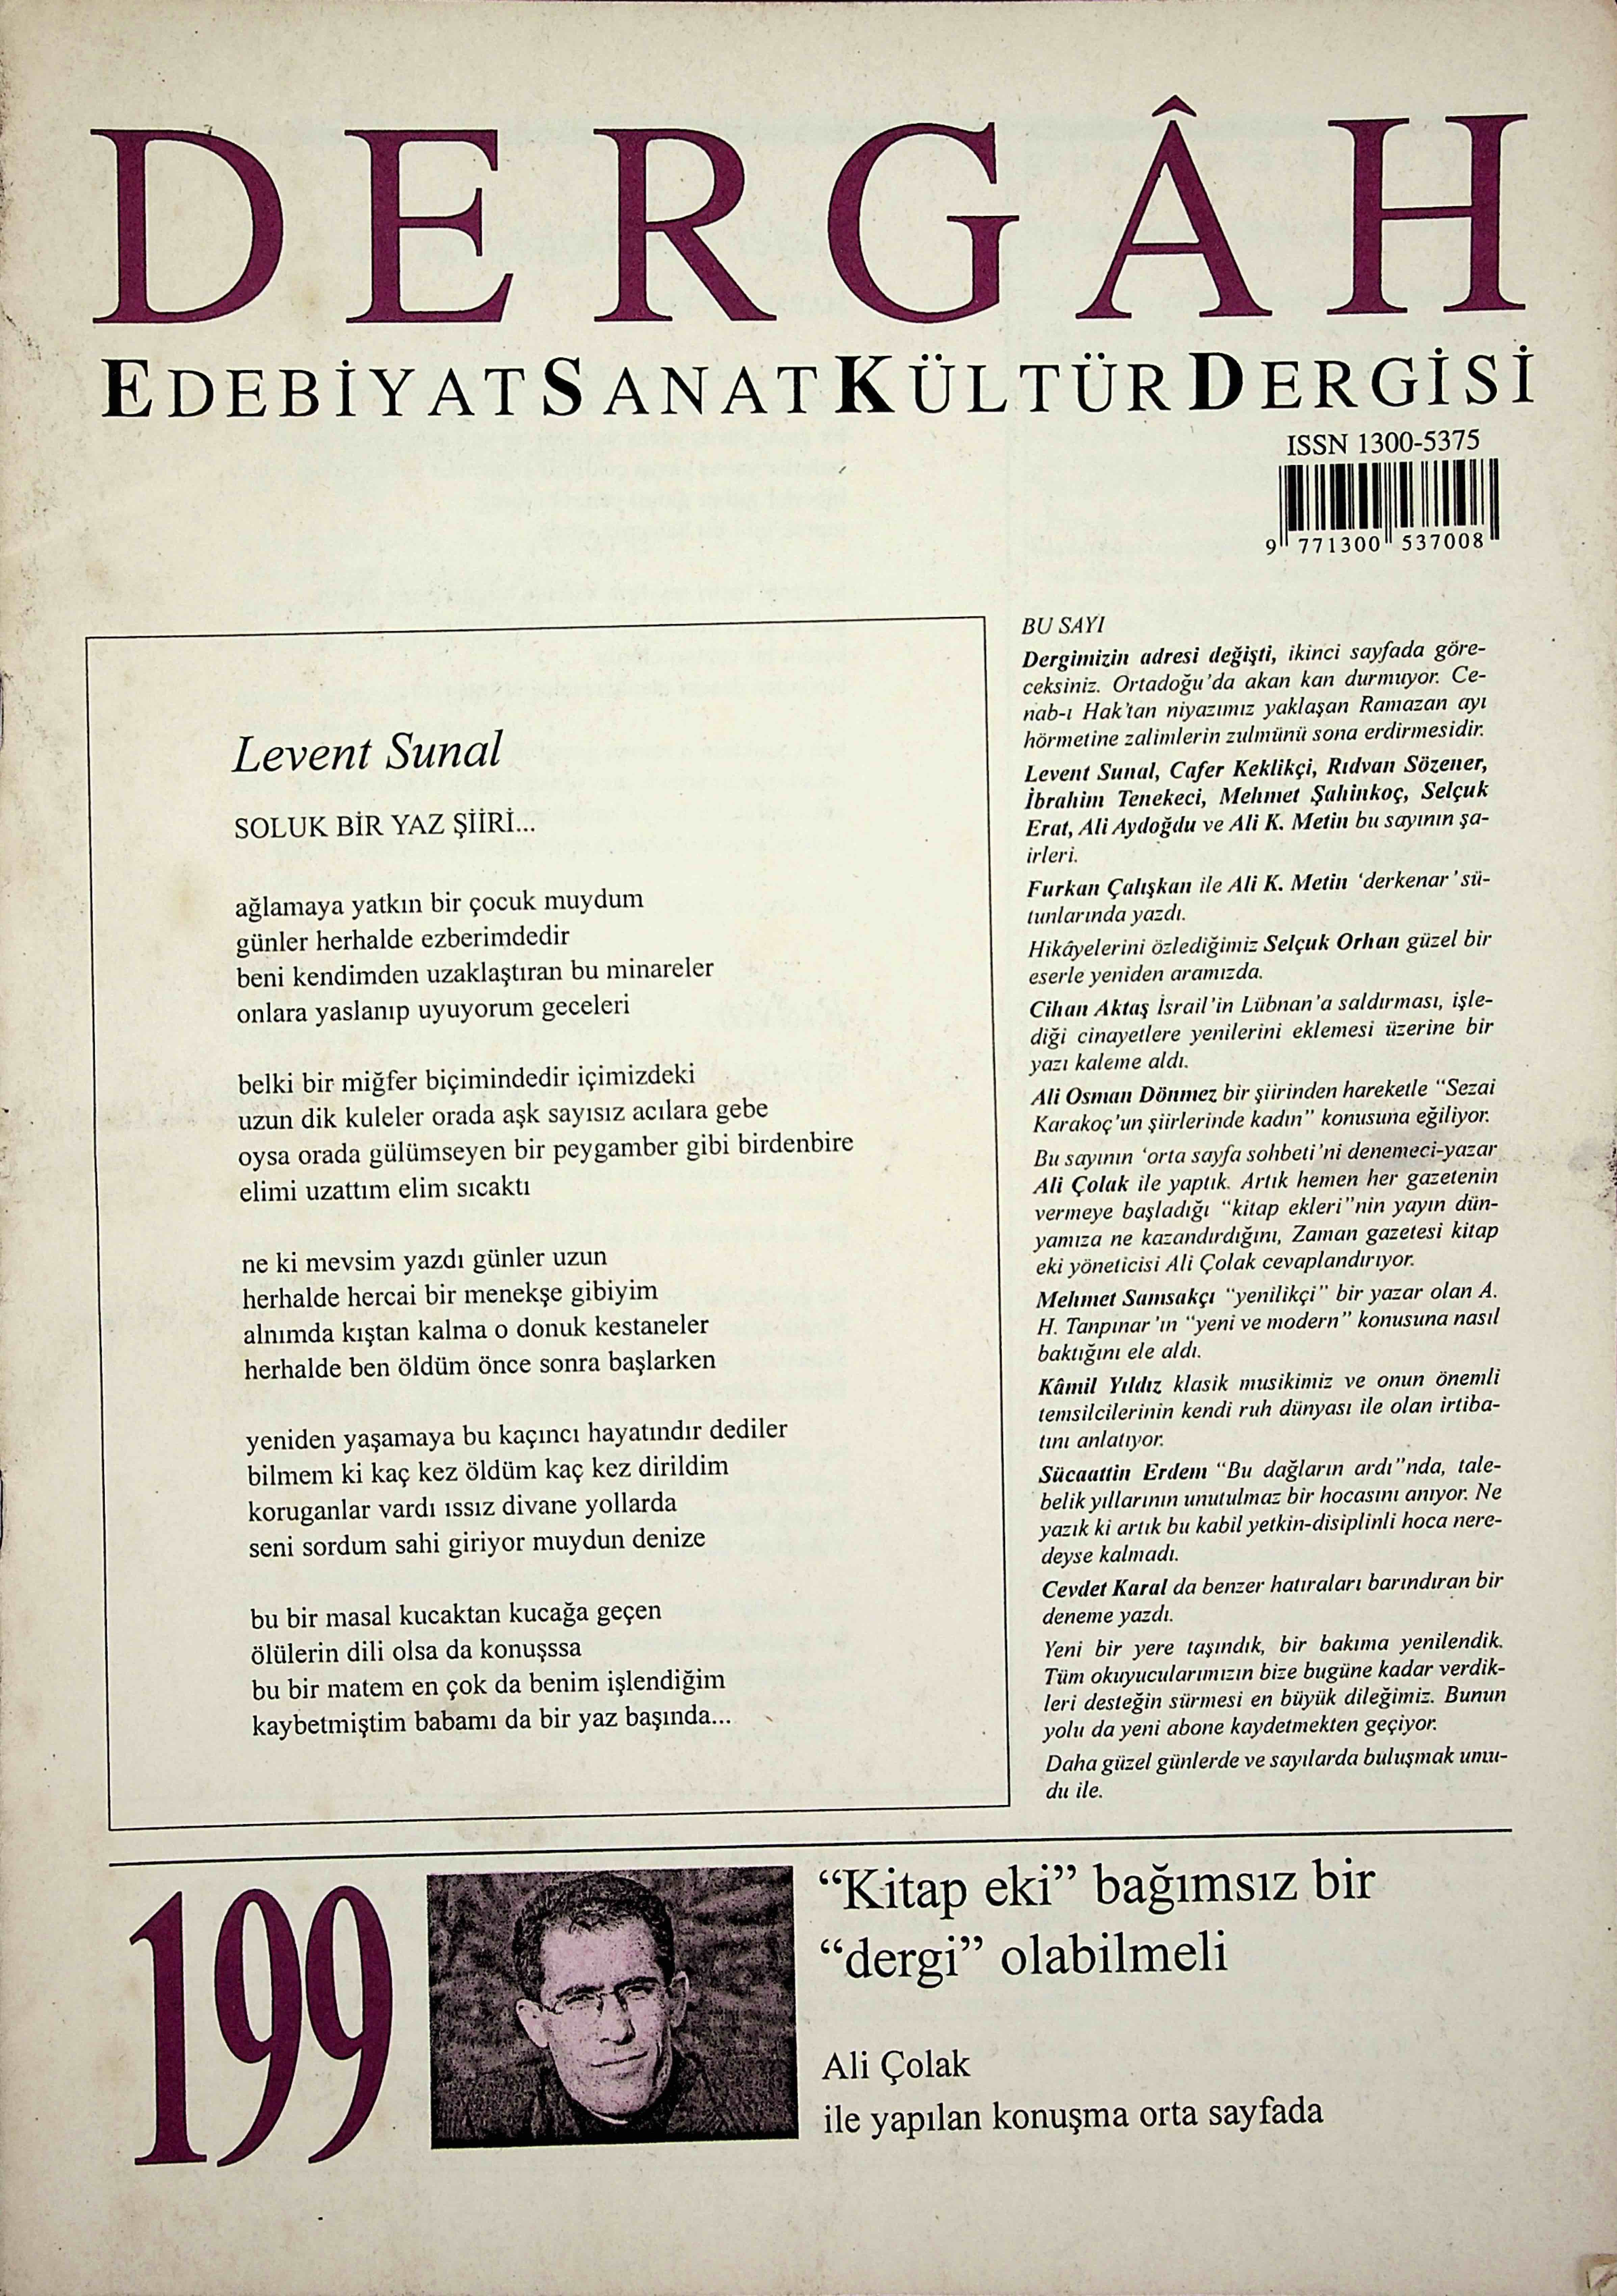 DERGÂH
EDEBİYAT SANAT KÜLTÜR DERGİSİ
ISSN 1300-5375
9 771300 537008
Levent Sunal
SOLUK BİR YAZ ŞİİRİ...
ağlamaya yatkın bir çocuk muydum
günler herhalde ezberimdedir
beni kendimden uzaklaştıran bu minareler
onlara yaslanıp uyuyorum geceleri
belki bir miğfer biçimindedir içimizdeki
uzun dik kuleler orada aşk sayısız acılara gebe
oysa orada gülümseyen bir peygamber gibi birdenbire
elimi uzattım elim sıcaktı
ne ki mevsim yazdı günler uzun
herhalde hercai bir menekşe gibiyim
alnımda kıştan kalma o donuk kestaneler
herhalde ben öldüm önce sonra başlarken
yeniden yaşamaya bu kaçıncı hayatındır dediler
bilmem ki kaç kez öldüm kaç kez dirildim
koruganlar vardı ıssız divane yollarda
seni sordum sahi giriyor muydun denize
bu bir masal kucaktan kucağa geçen
ölülerin dili olsa da konuşssa
bu bir matem en çok da benim işlendiğim
kaybetmiştim babamı da bir yaz başında...
BU SAYI
Dergimizin adresi değişti, ikinci sayfada göre-
ceksiniz. Ortadoğu'da akan kan durmuyor. Ce-
nab-ı Hak'tan niyazımız yaklaşan Ramazan ayı
hörmetine zalimlerin zulmünü sona erdirmesidir.
Levent Sunal, Cafer Keklikçi, Rıdvan Sözener,
İbrahim Tenekeci, Mehmet Şahinkoç, Selçuk
Erat, Ali Aydoğdu ve Ali K. Metin bu sayının şa-
irleri.
Furkan Çalışkan ile Ali K. Metin 'derkenar' sü-
tunlarında yazdı.
Hikâyelerini özlediğimiz Selçuk Orhan güzel bir
eserle yeniden aramızda.
Cihan Aktaş İsrail'in Lübnan'a saldırması, işle-
diği cinayetlere yenilerini eklemesi üzerine bir
yazı kaleme aldı.
Ali Osman Dönmez bir şiirinden hareketle "Sezai
Karakoç'un şiirlerinde kadın" konusuna eğiliyor.
Bu sayının 'orta sayfa sohbeti'ni denemeci-yazar
Ali Çolak ile yaptık. Artık hemen her gazetenin
vermeye başladığı "kitap ekleri"nin yayın dün-
yamıza ne kazandırdığını, Zaman gazetesi kitap
eki yöneticisi Ali Çolak cevaplandırıyor.
Mehmet Samsakçı "yenilikçi" bir yazar olan A.
H. Tanpınar'ın "yeni ve modern" konusuna nasıl
baktığını ele aldı.
Kâmil Yıldız klasik musikimiz ve onun önemli
temsilcilerinin kendi ruh dünyası ile olan irtiba-
tını anlatıyor.
Sücaattin Erdem "Bu dağların ardı"nda, tale-
belik yıllarının unutulmaz bir hocasını anıyor. Ne
yazık ki artık bu kabil yetkin-disiplinli hoca nere-
deyse kalmadı.
Cevdet Karal da benzer hatıraları barındıran bir
deneme yazdı.
Yeni bir yere taşındık, bir bakıma yenilendik.
Tüm okuyucularımızın bize bugüne kadar verdik-
leri desteğin sürmesi en büyük dileğimiz. Bunun
yolu da yeni abone kaydetmekten geçiyor.
Daha güzel günlerde ve sayılarda buluşmak umu-
du ile.
199
"Kitap eki" bağımsız bir
"dergi" olabilmeli
Ali Çolak
ile yapılan konuşma orta sayfada